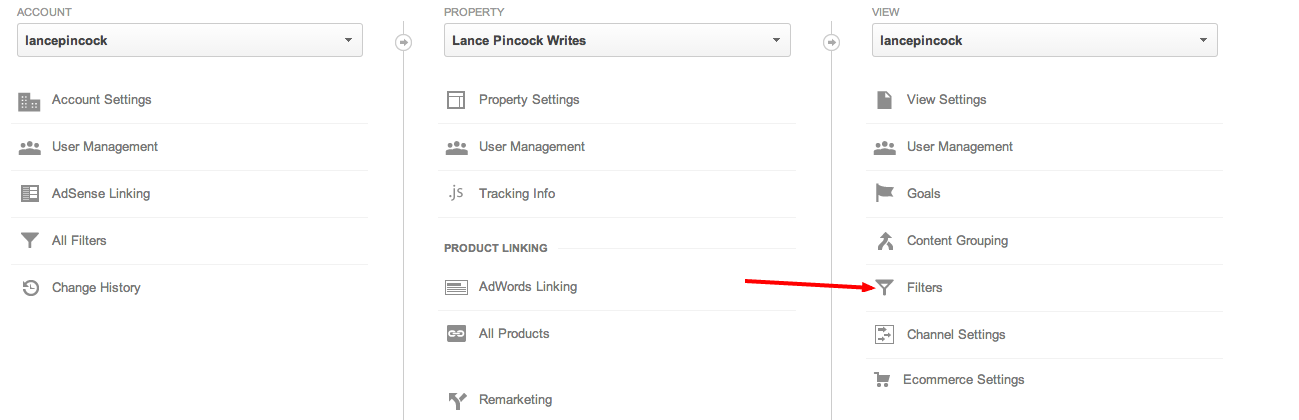 ACCOUNT
lancepincock
Account Settings
User Management
AdSense Linking
All Filters
Change History
PROPERTY
Lance Pincock Writes
Property Settings
User Management
.js Tracking Info
PRODUCT LINKING
AdWords Linking
All Products
Remarketing
VIEW
lancepincock
View Settings
User Management
Goals
Content Grouping
Filters
Channel Settings
Ecommerce Settings